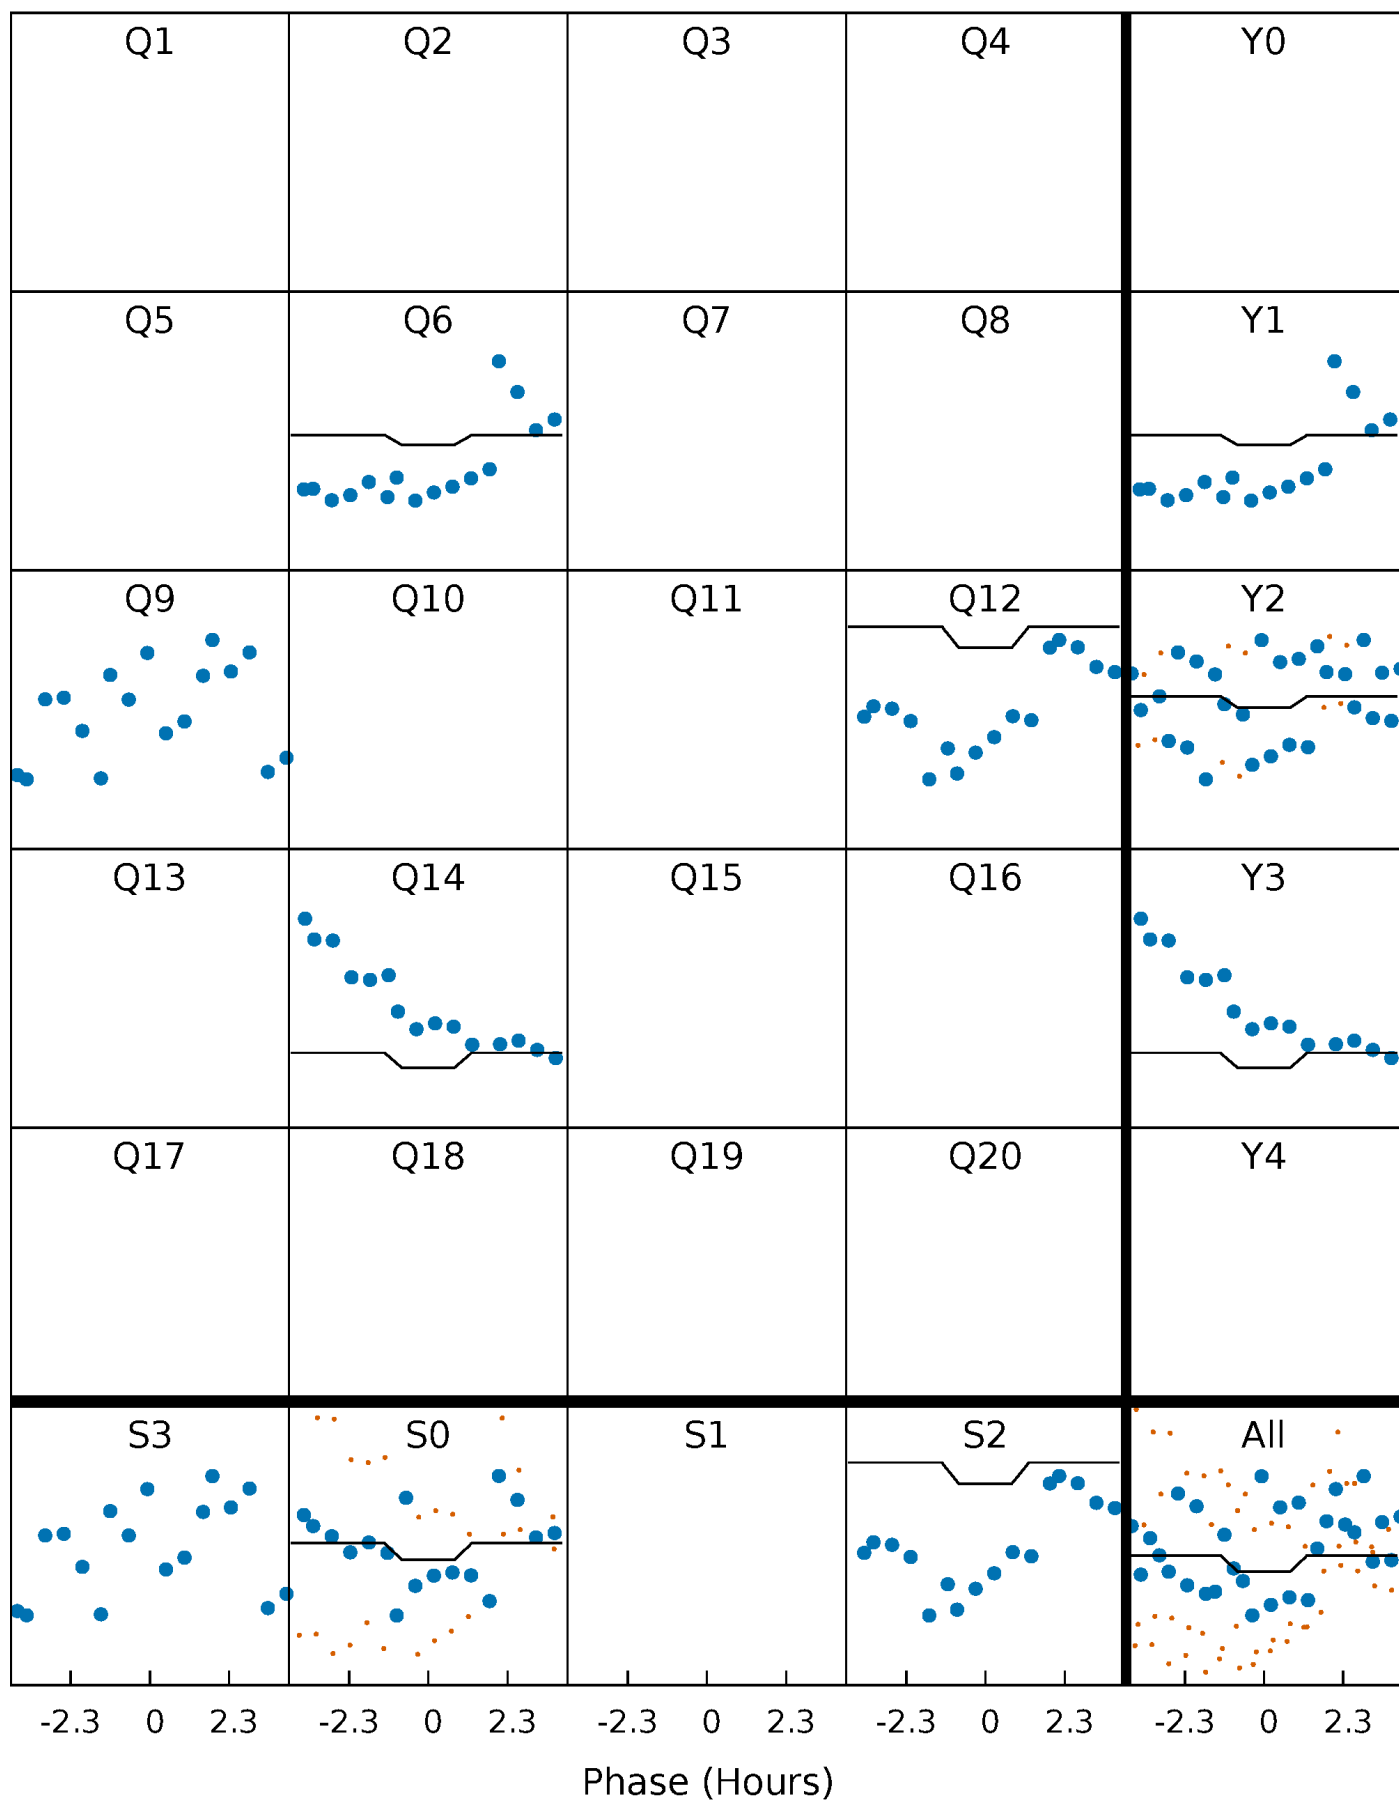 Q1 Q2 Q3 Q4 Y0
Q5 Q6 Q7 Q8 Y1
Q9 Q10 Q11 Q12 Y2
Q13 Q14 Q15 Q16 Y3
Q17 Q18 Q19 Q20 Y4
S3 S0 S1 S2 All
-2.3 0 2.3 -2.3 0 2.3 -2.3 0 2.3 -2.3 0 2.3 -2.3 0 2.3
Phase (Hours)